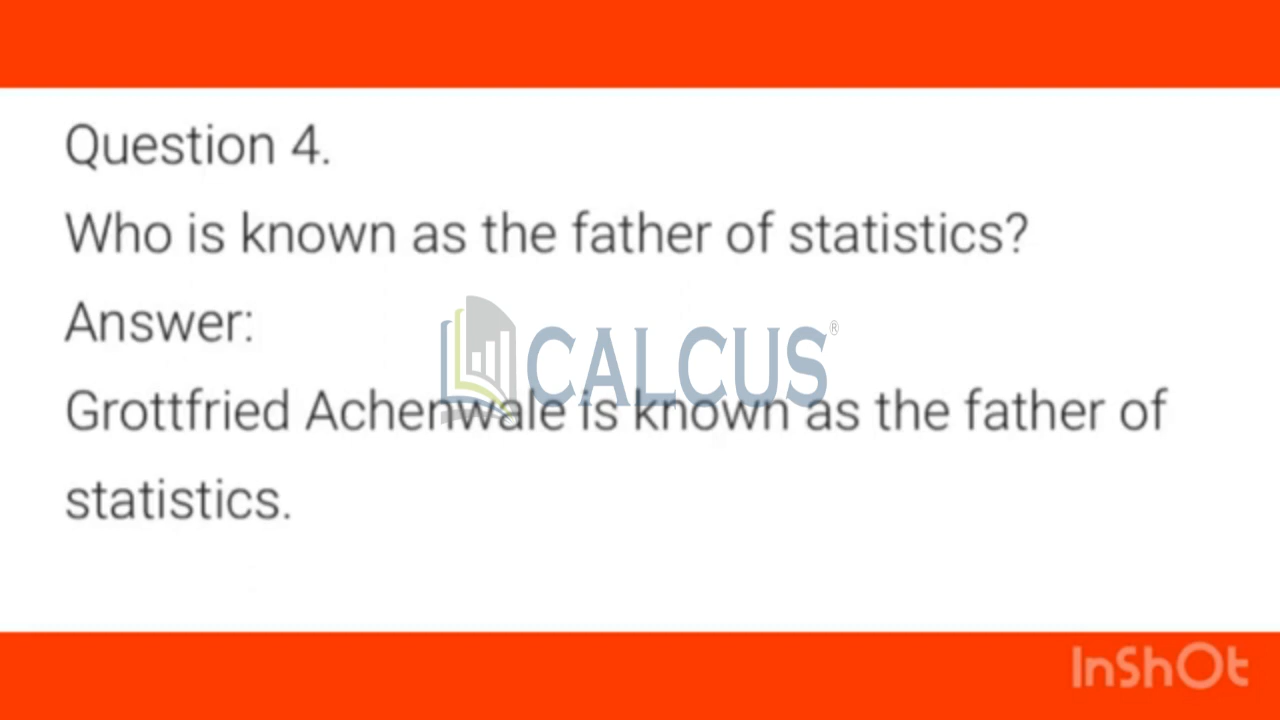 Question 4.
Who is known as the father of statistics?
Answer:
CALCUS®
Grottfried Achenwale is known as the father of
statistics.
InShOt